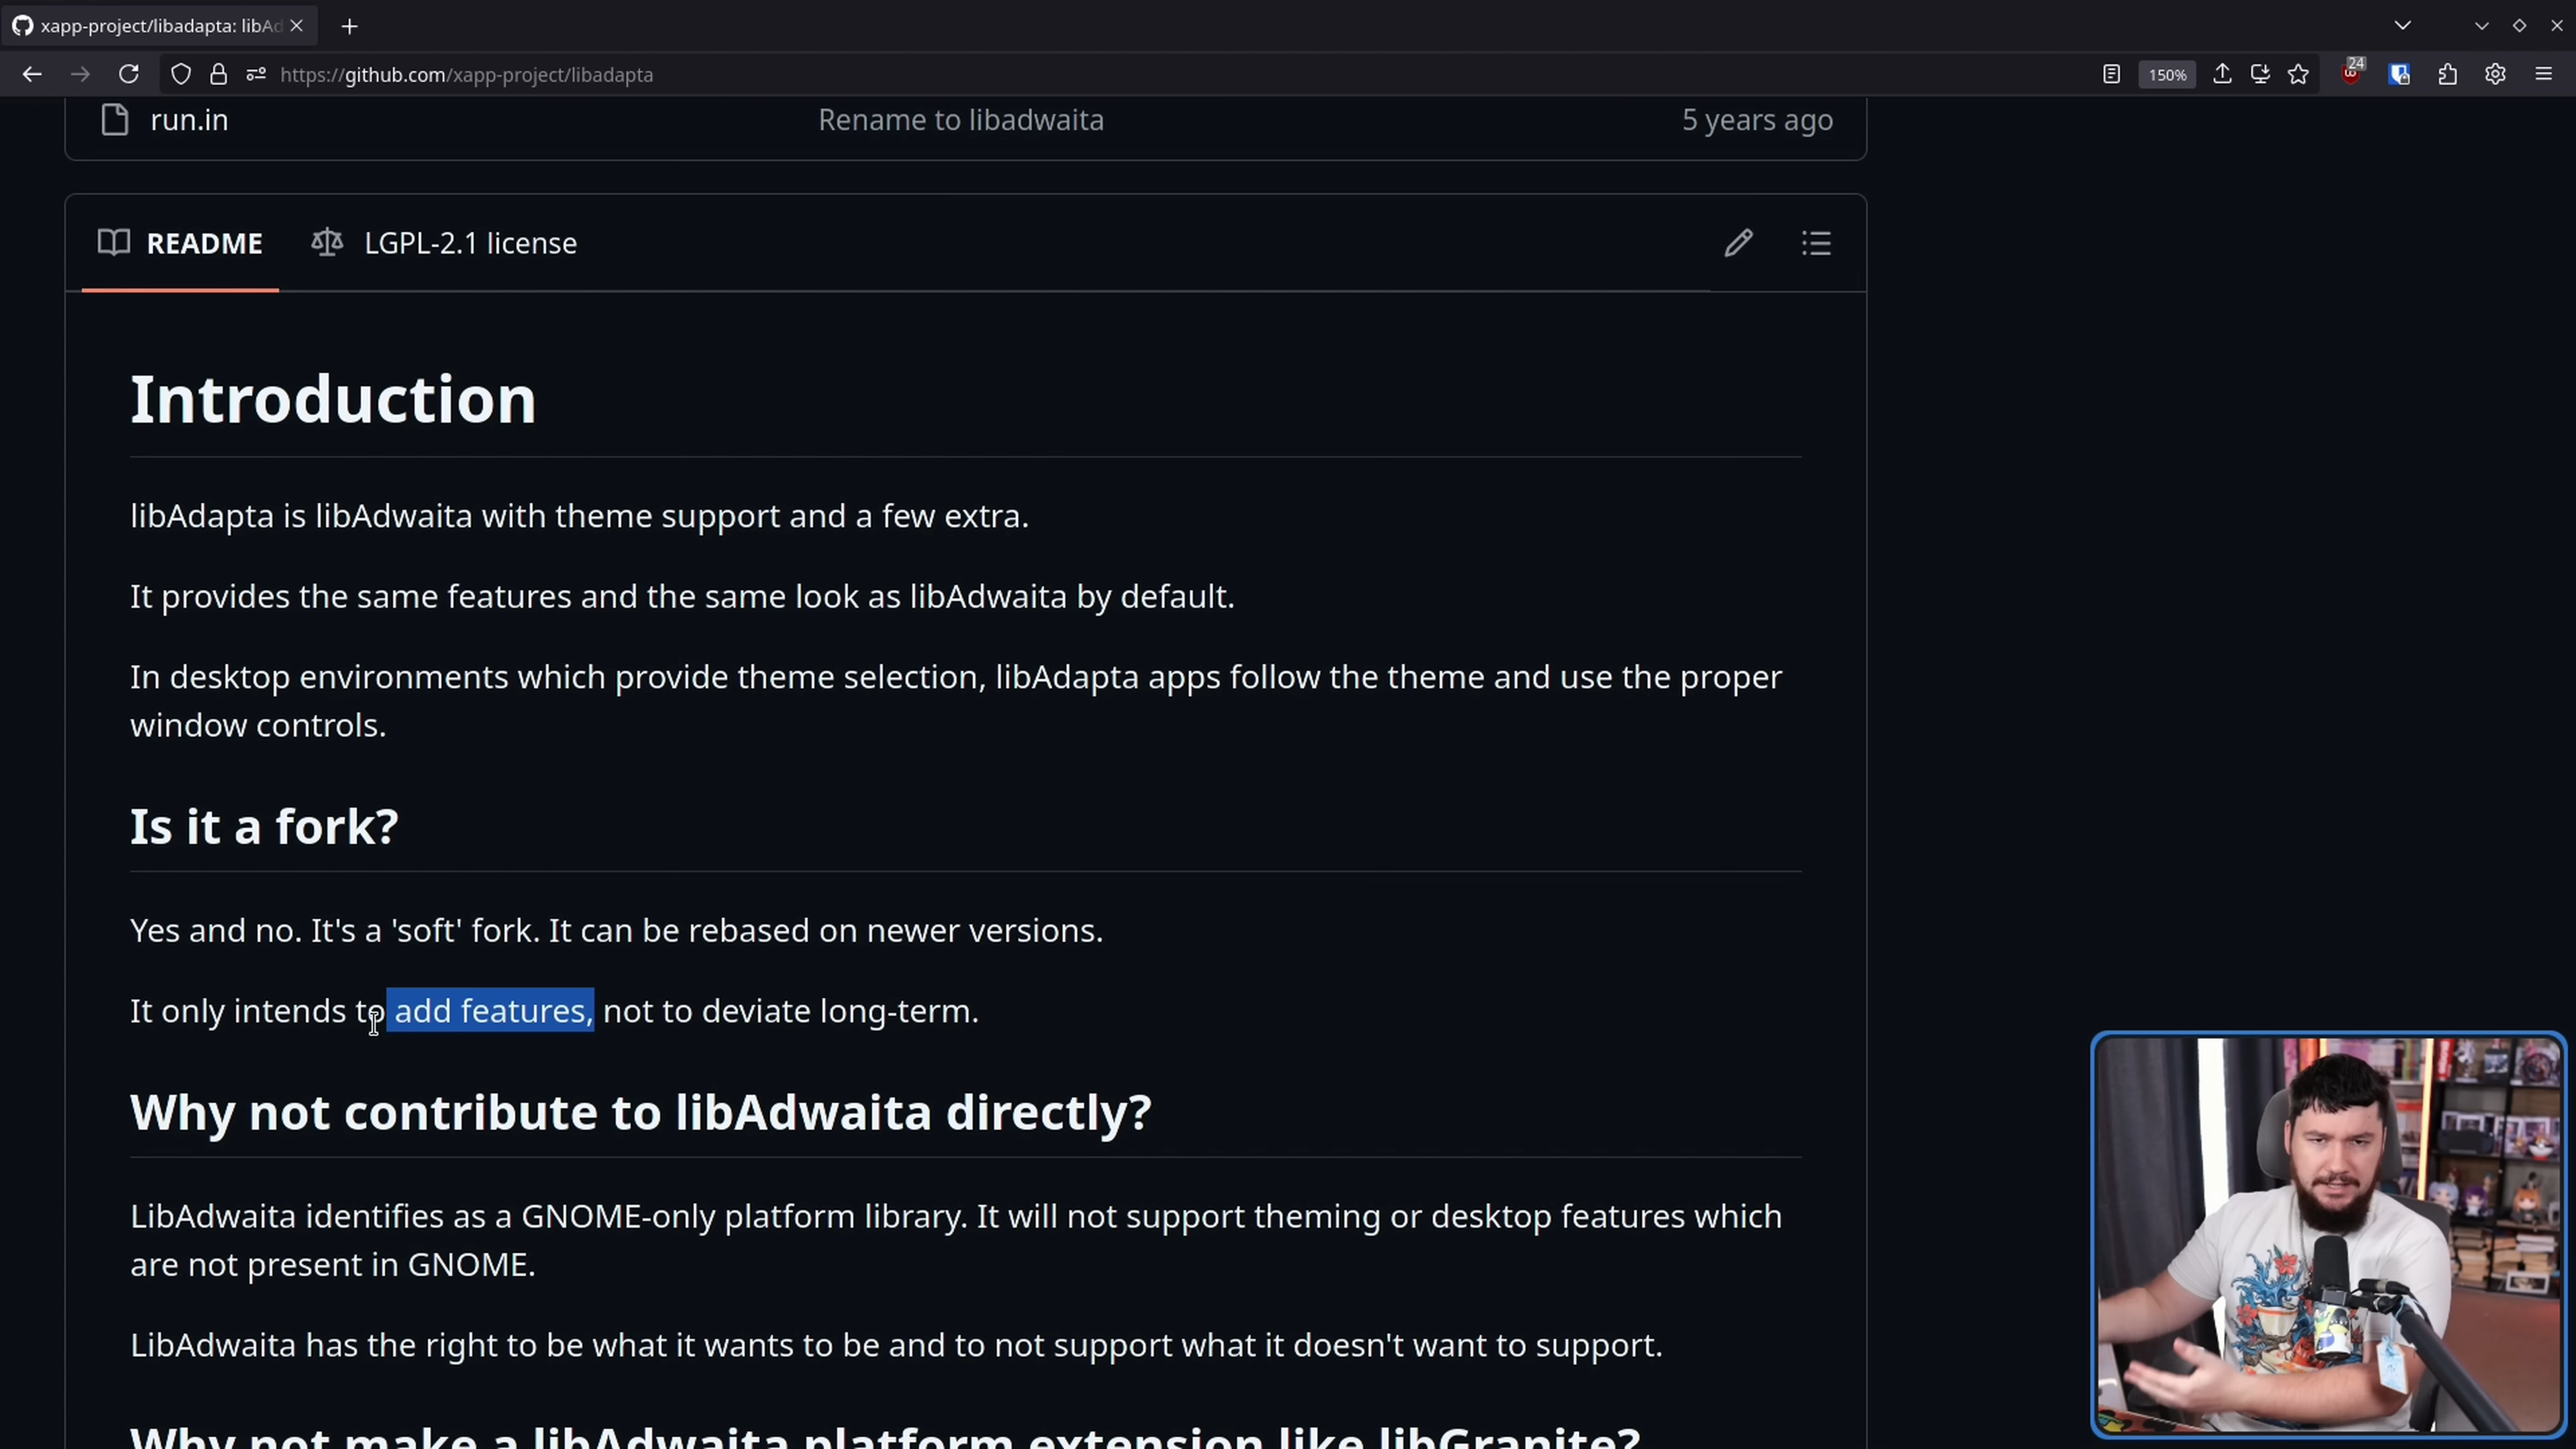 xapp-project/libadapta: libAd
https://github.com/xapp-project/libadapta
150%
24
run.in Rename to libadwaita 5 years ago
README LGPL-2.1 license
Introduction
libAdapta is libAdwaita with theme support and a few extra.
It provides the same features and the same look as libAdwaita by default.
In desktop environments which provide theme selection, libAdapta apps follow the theme and use the proper
window controls.
Is it a fork?
Yes and no. It's a 'soft' fork. It can be rebased on newer versions.
It only intends to add features, not to deviate long-term.
Why not contribute to libAdwaita directly?
LibAdwaita identifies as a GNOME-only platform library. It will not support theming or desktop features which
are not present in GNOME.
LibAdwaita has the right to be what it wants to be and to not support what it doesn't want to support.
Why not make a libAdwaita platform extension like libGranite?